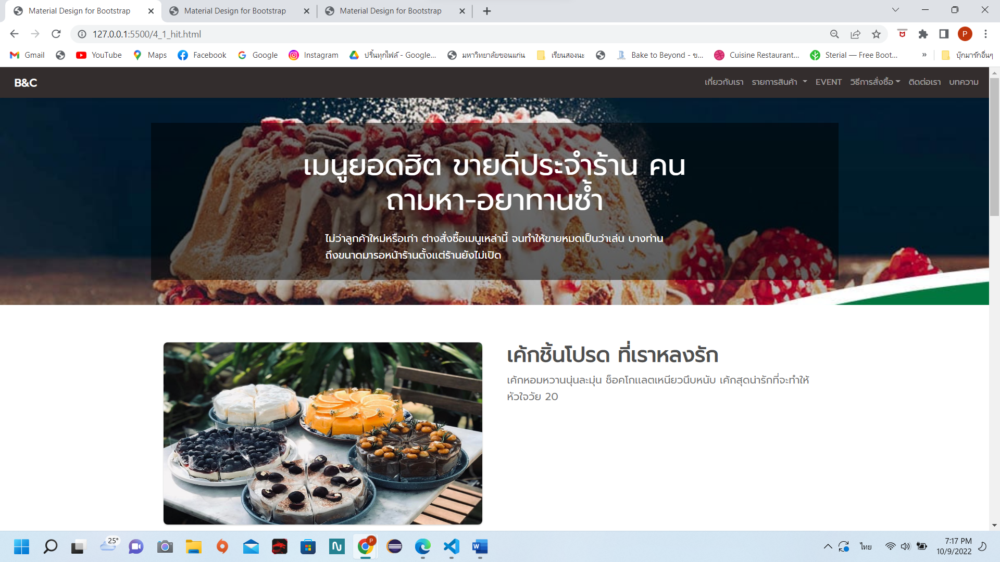 Material Design for Bootstrap
Material Design for Bootstrap
Material Design for Bootstrap
127.0.0.1:5500/4_1_hit.html
P
Gmail
YouTube
Maps
Facebook
Google
Instagram
ปริ้นทุกไฟล์ - Google...
มหาวิทยาลัยขอนแก่น
เรียนสองนะ
Bake to Beyond - ข...
Cuisine Restaurant...
Sterial — Free Boot...
»
บุ๊กมาร์กอื่นๆ
B&C
เกี่ยวกับเรา
รายการสินค้า
EVENT
วิธีการสั่งซื้อ
ติดต่อเรา
บทความ
เมนูยอดฮิต ขายดีประจำร้าน คน
ถามหา-อยาทานซ้ำ
ไม่ว่าลูกค้าใหม่หรือเก่า ต่างสั่งซื้อเมนูเหล่านี้ จนทำให้ขายหมดเป็นว่าเล่น บางท่าน
ถึงขนาดมารอหน้าร้านตั้งแต่ร้านยังไม่เปิด
เค้กชิ้นโปรด ที่เราหลงรัก
เค้กหอมหวานนุ่นละมุ่น ช็อคโกแลตเหนียวนึบหนับ เค้กสุดน่ารักที่จะทำให้
หัวใจวัย 20
25°
P
ไทย
7:17 PM
10/9/2022